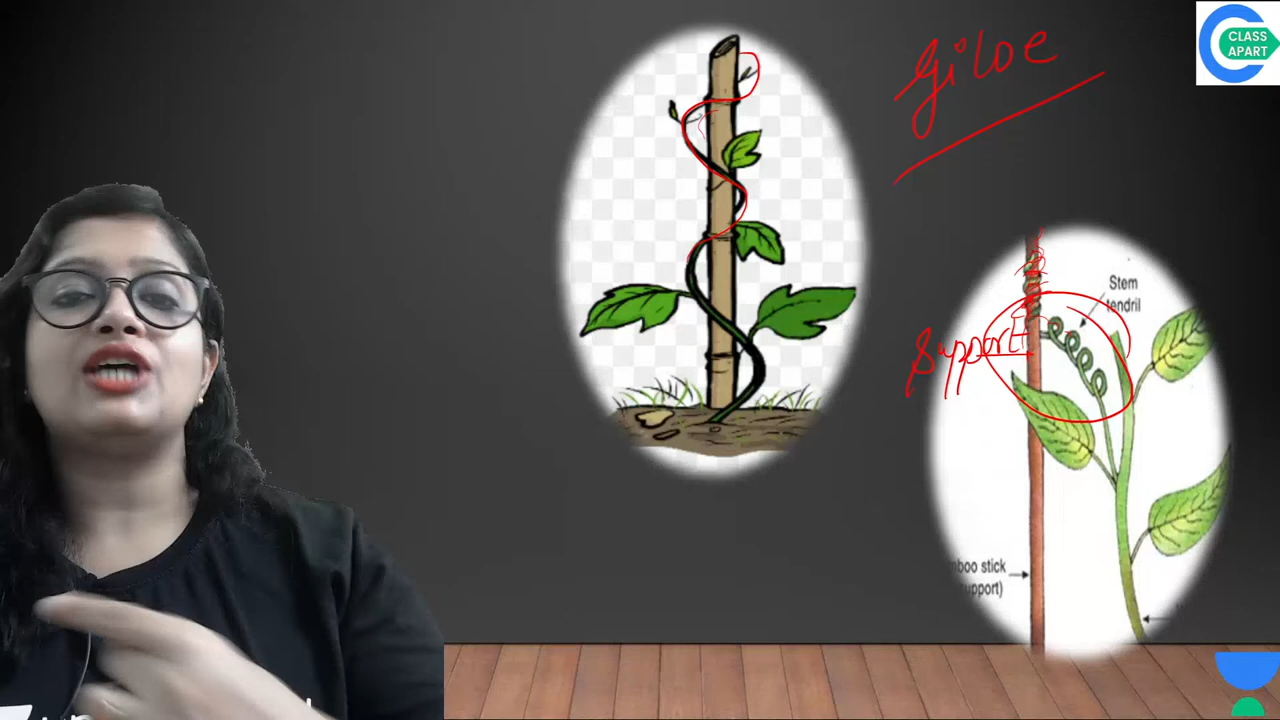 CLASS
APART
Giloe
Stem
tendril
Support
boo stick
upport)